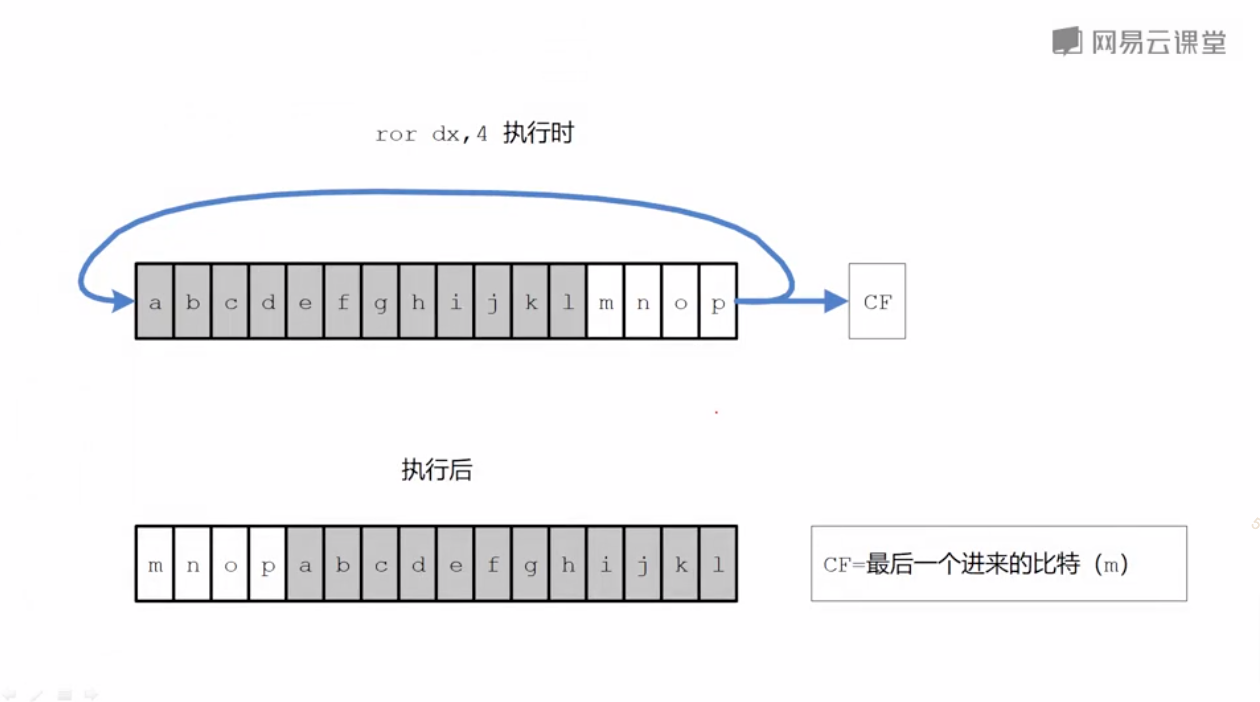 网易云课堂
ror dx,4 执行时
a b c d e f g h i j k l m n o p CF
执行后
m n o p a b c d e f g h i j k l
CF=最后一个进来的比特（m）